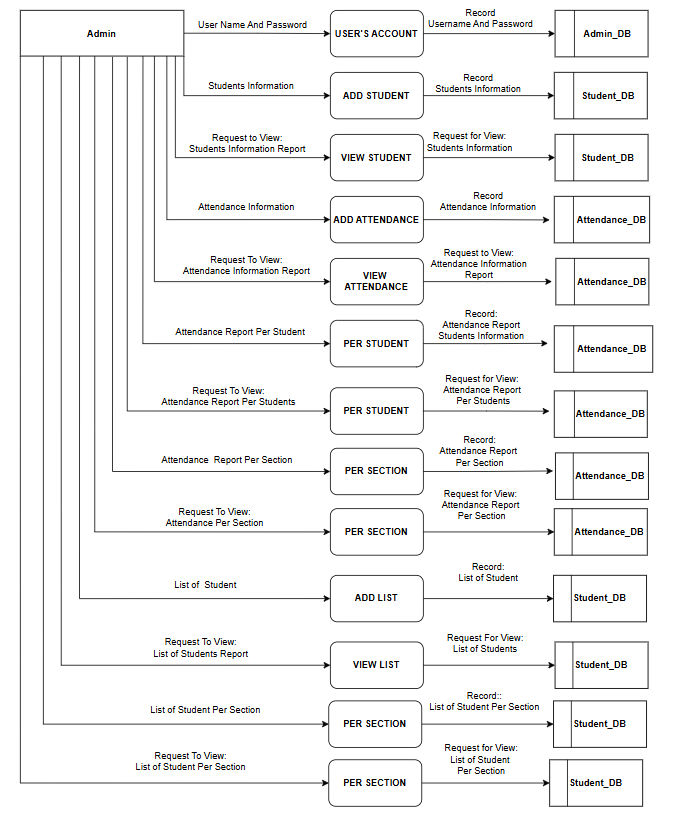 Admin
User Name And Password
USER'S ACCOUNT
Record
Username And Password
Admin_DB
Students Information
ADD STUDENT
Record
Students Information
Student_DB
Request to View:
Students Information Report
VIEW STUDENT
Request for View:
Students Information
Student_DB
Attendance Information
ADD ATTENDANCE
Record
Attendance Information
Attendance_DB
Request To View:
Attendance Information Report
VIEW
ATTENDANCE
Request to View:
Attendance Information
Report
Attendance_DB
Attendance Report Per Student
PER STUDENT
Record:
Attendance Report
Students Information
Attendance_DB
Request To View:
Attendance Report Per Students
PER STUDENT
Request for View:
Attendance Report
Per Students
Attendance_DB
Attendance  Report Per Section
PER SECTION
Record:
Attendance Report
Per Section
Attendance_DB
Request To View:
Attendance Per Section
PER SECTION
Request for View:
Attendance Report
Per Section
Attendance_DB
List of  Student
ADD LIST
Record:
List of Student
Student_DB
Request To View:
List of Students Report
VIEW LIST
Request For View:
List of Students
Student_DB
List of Student Per Section
PER SECTION
Record::
List of Student Per Section
Student_DB
Request To View:
List of Student Per Section
PER SECTION
Request for View:
List of Student
Per Section
Student_DB